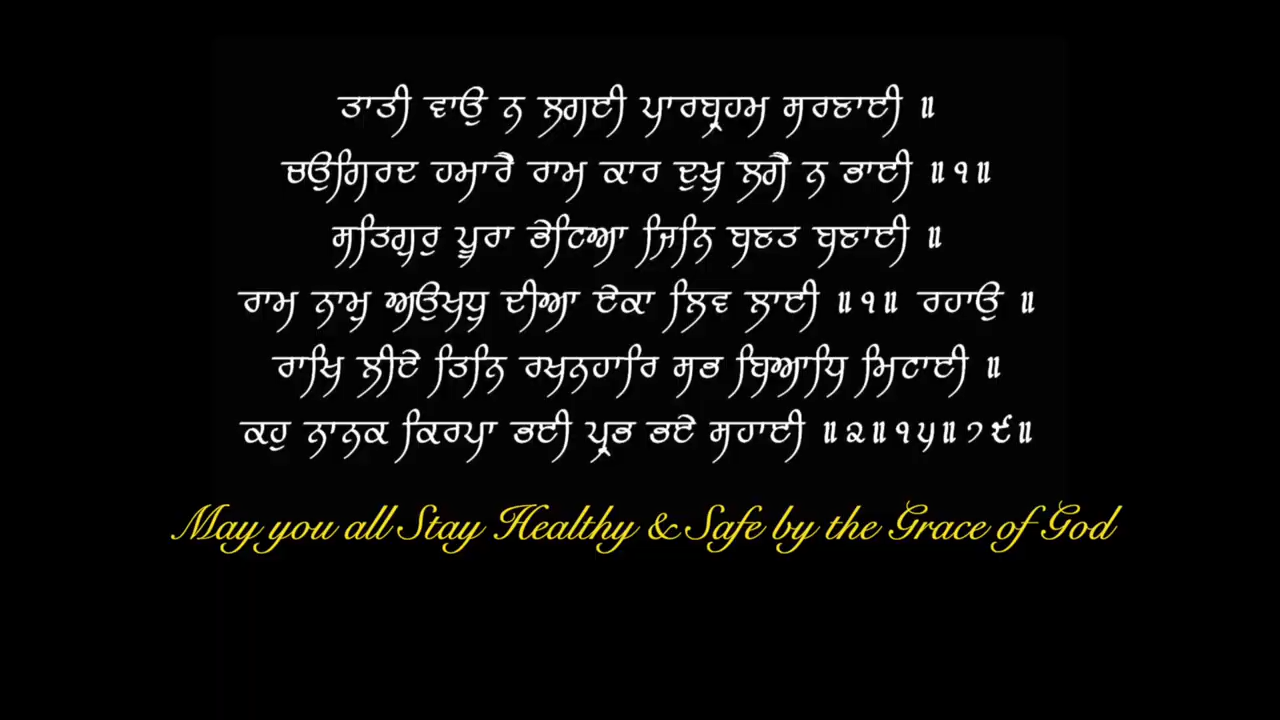 ਤਾਤੀ ਵਾਉ ਨ ਲਗਈ ਪਾਰਬ੍ਰਹਮ ਸਰਣਾਈ ॥
ਚਉਗਿਰਦ ਹਮਾਰੈ ਰਾਮ ਕਾਰ ਦੁਖੁ ਲਗੈ ਨ ਭਾਈ ॥੧॥
ਸਤਿਗੁਰੁ ਪੂਰਾ ਭੇਟਿਆ ਜਿਨਿ ਬਣਤ ਬਣਾਈ ॥
ਰਾਮ ਨਾਮੁ ਅਉਖਧੁ ਦੀਆ ਏਕਾ ਲਿਵ ਲਾਈ ॥੧॥ ਰਹਾਉ ॥
ਰਾਖਿ ਲੀਏ ਤਿਨਿ ਰਖਨਹਾਰਿ ਸਭ ਬਿਆਧਿ ਮਿਟਾਈ ॥
ਕਹੁ ਨਾਨਕ ਕਿਰਪਾ ਭਈ ਪ੍ਰਭ ਭਏ ਸਹਾਈ ॥੨॥੧੫॥੭੯॥
May you all Stay Healthy & Safe by the Grace of God